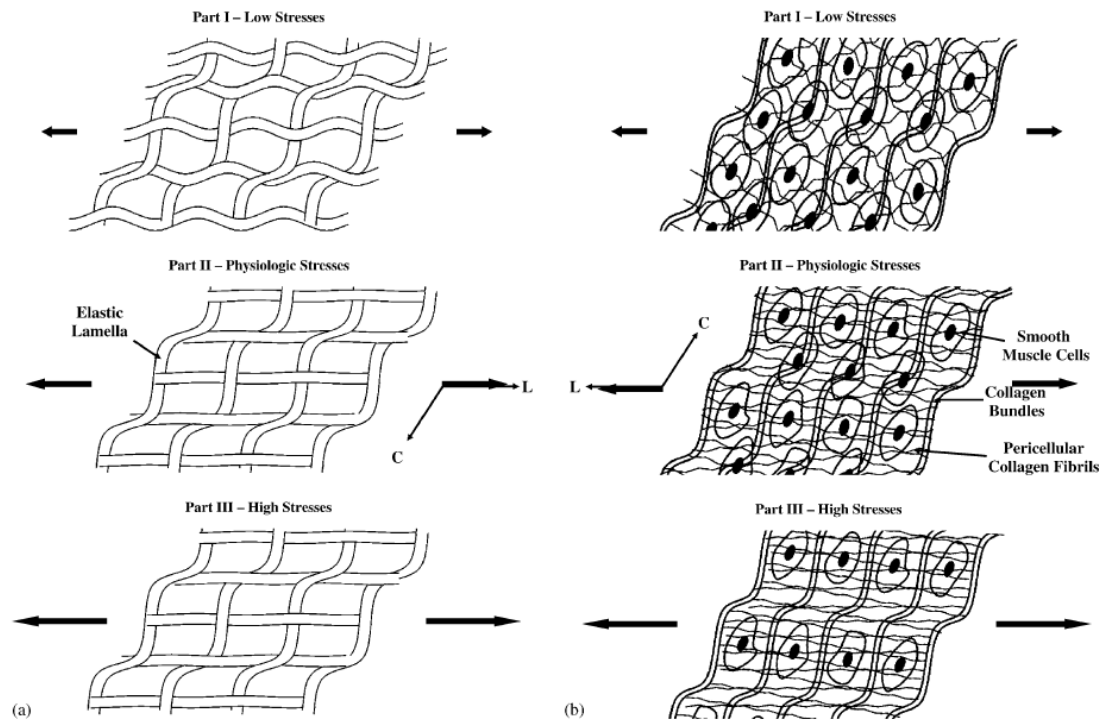 Part I – Low Stresses
Part II – Physiologic Stresses
Elastic
Lamella
L
C
Part III – High Stresses
(a)
Part I – Low Stresses
Part II – Physiologic Stresses
C
L
Smooth
Muscle Cells
Collagen
Bundles
Pericellular
Collagen Fibrils
Part III – High Stresses
(b)